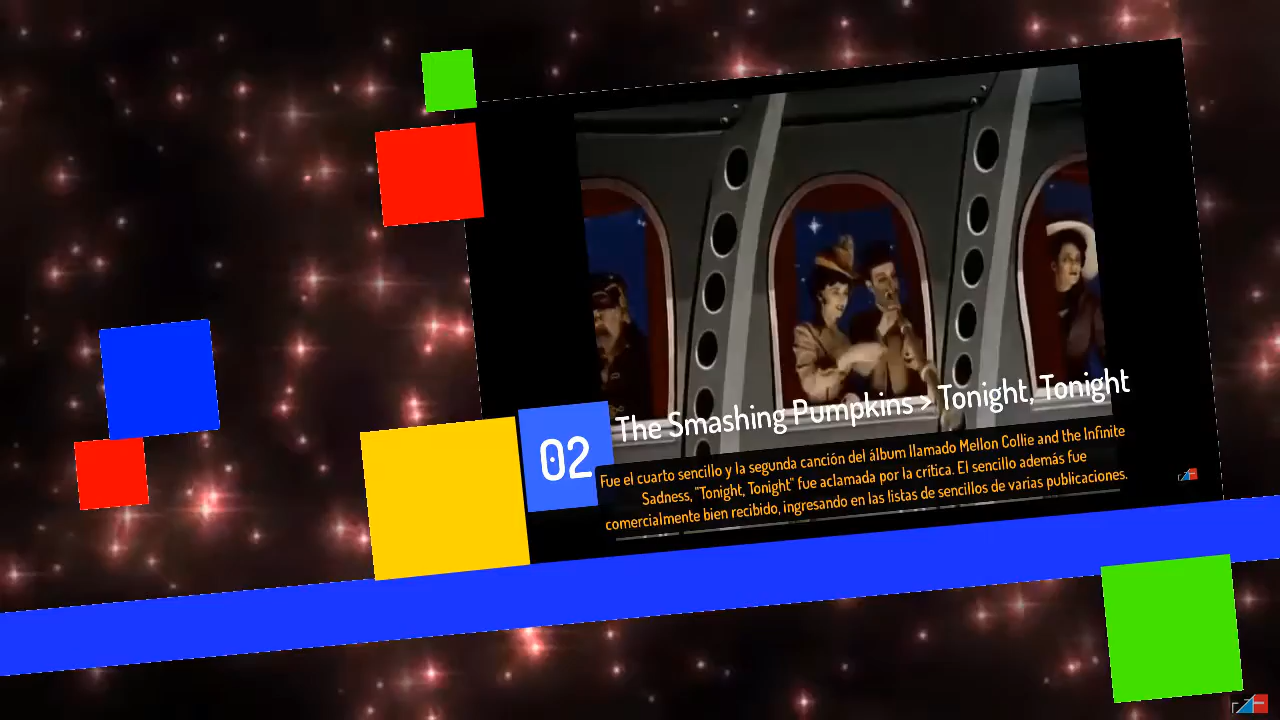 02
The Smashing Pumpkins > Tonight, Tonight
Fue el cuarto sencillo y la segunda canción del álbum llamado Mellon Collie and the Infinite
Sadness, "Tonight, Tonight" fue aclamada por la crítica. El sencillo además fue
comercialmente bien recibido, ingresando en las listas de sencillos de varias publicaciones.